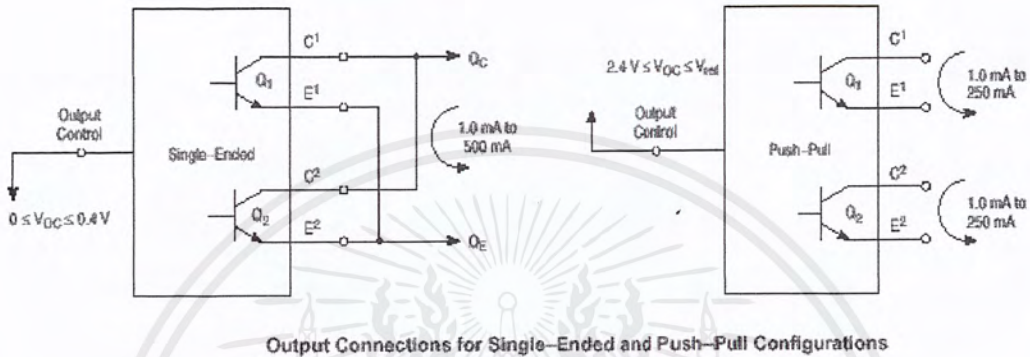 C1
Q1
E1
QC
Output
Control
Single-Ended
1.0 mA to
500 mA
C2
Q2
E2
QE
0 ≤ VOC ≤ 0.4 V
2.4 V ≤ VOC ≤ Vref
Output
Control
Push-Pull
C1
Q1
E1
1.0 mA to
250 mA
C2
Q2
E2
1.0 mA to
250 mA
Output Connections for Single-Ended and Push-Pull Configurations